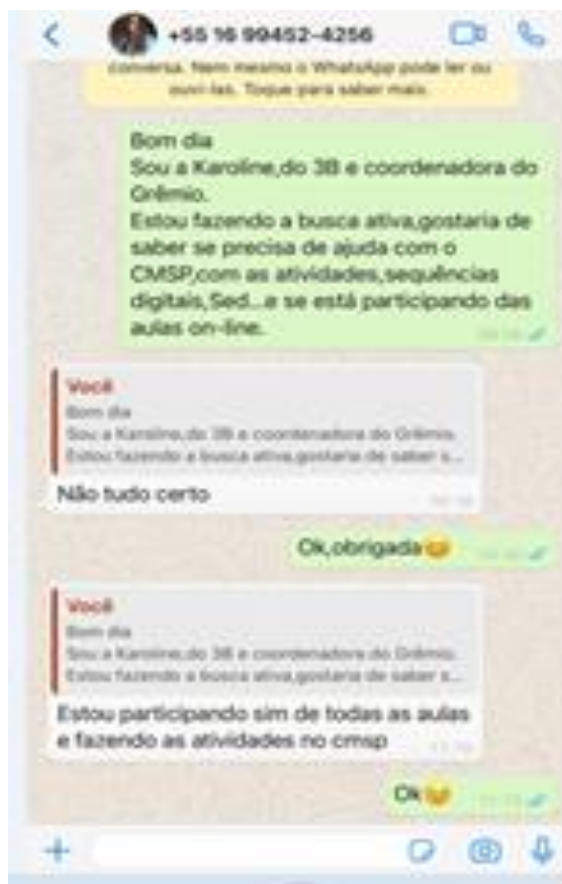 +55 16 99452-4256
conversa. Nem mesmo o WhatsApp pode ler ou
ouvi-las. Toque para saber mais.
Bom dia
Sou a Karoline,do 3B e coordenadora do
Grêmio.
Estou fazendo a busca ativa,gostaria de
saber se precisa de ajuda com o
CMSP,com as atividades,sequências
digitais,Sed...e se está participando das
aulas on-line.
Você
Bom dia
Sou a Karoline,do 3B e coordenadora do Grêmio.
Estou fazendo a busca ativa,gostaria de saber s...
Não tudo certo
Ok,obrigada😊
Você
Bom dia
Sou a Karoline,do 3B e coordenadora do Grêmio.
Estou fazendo a busca ativa,gostaria de saber s...
Estou participando sim de todas as aulas
e fazendo as atividades no cmsp
Ok😊